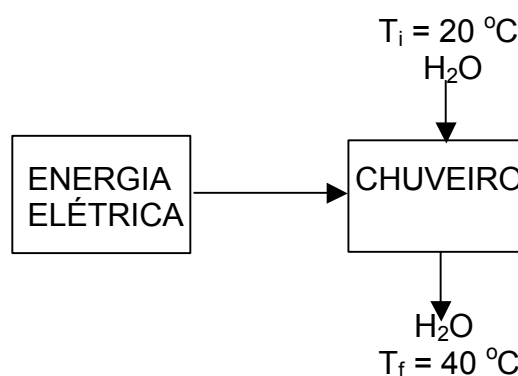 Tᵢ = 20 °C
H₂O
ENERGIA
ELÉTRICA
CHUVEIRO
H₂O
T_f = 40 °C